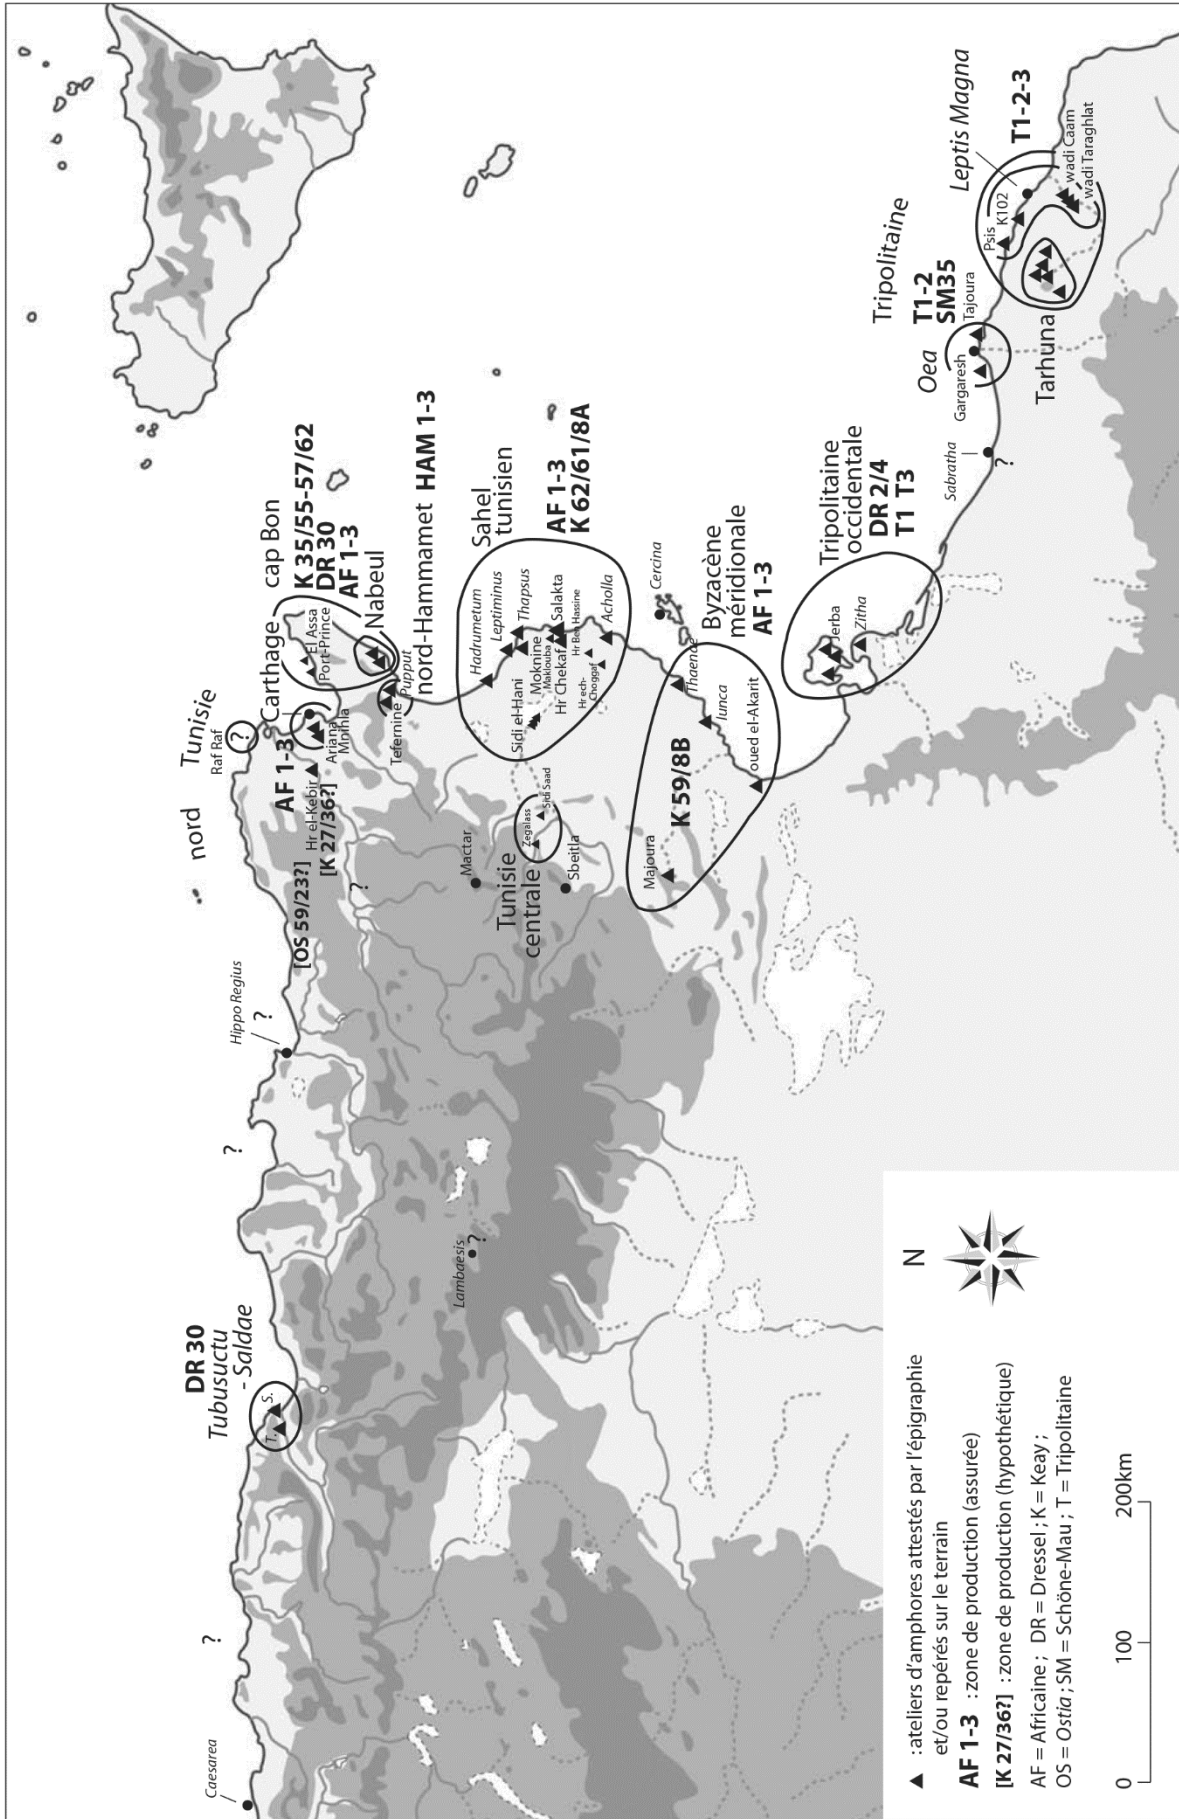 Caesarea
?
DR 30
Tubusuctu
- Saldae
T.
S.
?
Hippo Regius
?
Lambaesis
?
nord
Tunisie
Raf Raf
?
Carthage
AF 1-3
Ariana
Mnihla
Hr el-Kebir
[OS 59/23?]
[K 27/36?]
?
cap Bon
K 35/55-57/62
DR 30
AF 1-3
El Assa
Port-Prince
Nabeul
Pupput
Tefernine
nord-Hammamet HAM 1-3
Mactar
Tunisie
centrale
Zegalass
Sidi Saad
Sbeitla
Sahel
tunisien
AF 1-3
K 62/61/8A
Hadrumetum
Leptiminus
Thapsus
Sidi el-Hani
Moknine
Maklouba
Salakta
Hr Chekaf
Hr Ben Hassine
Hr ech-
Choggaf
Acholla
Cercina
Byzacène
méridionale
AF 1-3
Thaenae
Iunca
K 59/8B
Majoura
oued el-Akarit
Tripolitaine
occidentale
DR 2/4
T1 T3
Jerba
Zitha
Sabratha
?
Tripolitaine
Oea
T1-2
SM35
Tajoura
Gargaresh
Tarhuna
Leptis Magna
T1-2-3
Psis
K102
wadi Caam
wadi Taraghlat
N
▲ : ateliers d'amphores attestés par l'épigraphie
et/ou repérés sur le terrain
AF 1-3 : zone de production (assurée)
[K 27/36?] : zone de production (hypothétique)
AF = Africaine ; DR = Dressel ; K = Keay ;
OS = Ostia ; SM = Schöne-Mau ; T = Tripolitaine
0 100 200km